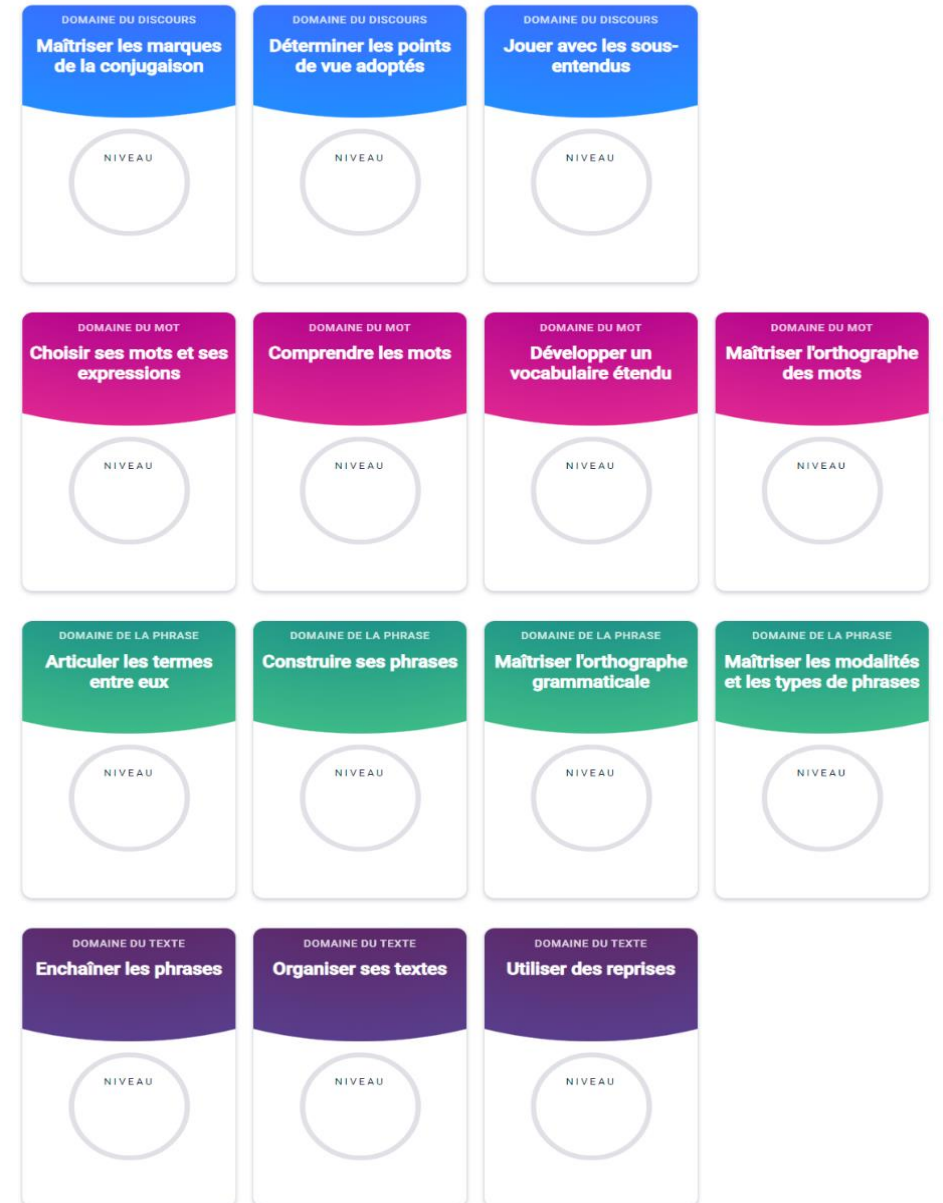 DOMAINE DU DISCOURS
Maîtriser les marques
de la conjugaison
NIVEAU
DOMAINE DU DISCOURS
Déterminer les points
de vue adoptés
NIVEAU
DOMAINE DU DISCOURS
Jouer avec les sous-
entendus
NIVEAU
DOMAINE DU MOT
Choisir ses mots et ses
expressions
NIVEAU
DOMAINE DU MOT
Comprendre les mots
NIVEAU
DOMAINE DU MOT
Développer un
vocabulaire étendu
NIVEAU
DOMAINE DU MOT
Maîtriser l'orthographe
des mots
NIVEAU
DOMAINE DE LA PHRASE
Articuler les termes
entre eux
NIVEAU
DOMAINE DE LA PHRASE
Construire ses phrases
NIVEAU
DOMAINE DE LA PHRASE
Maîtriser l'orthographe
grammaticale
NIVEAU
DOMAINE DE LA PHRASE
Maîtriser les modalités
et les types de phrases
NIVEAU
DOMAINE DU TEXTE
Enchaîner les phrases
NIVEAU
DOMAINE DU TEXTE
Organiser ses textes
NIVEAU
DOMAINE DU TEXTE
Utiliser des reprises
NIVEAU